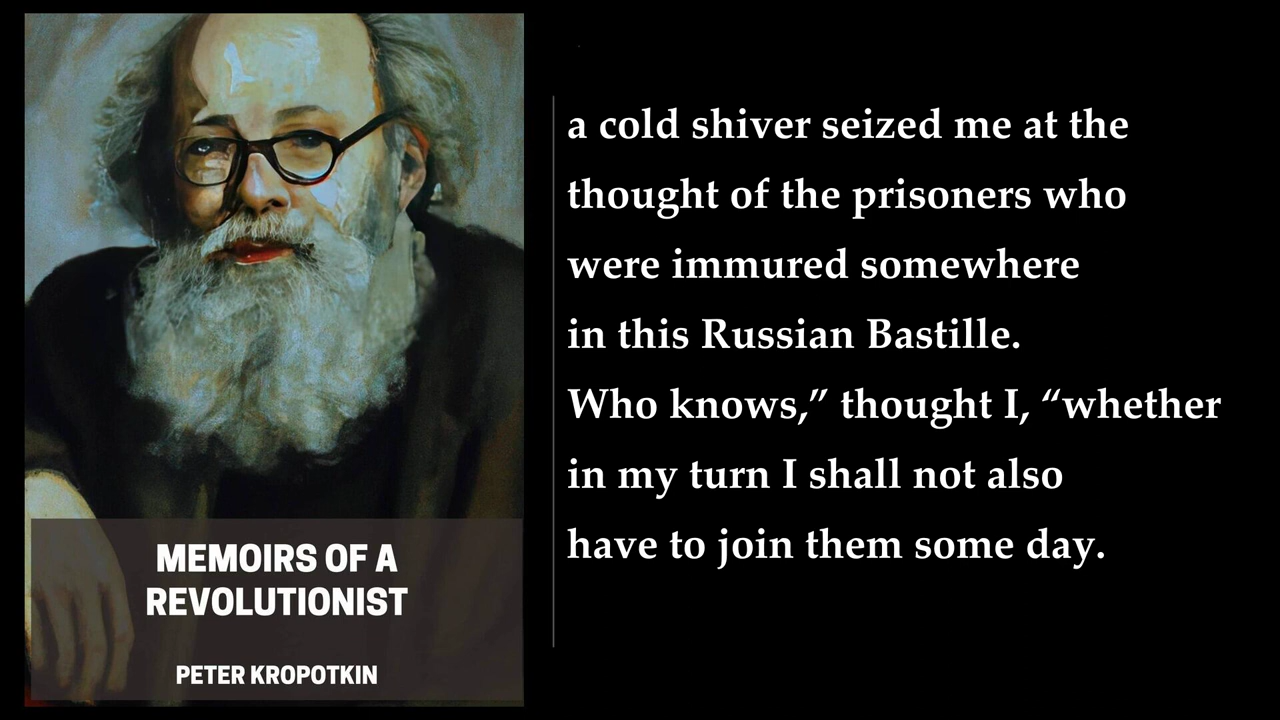 MEMOIRS OF A
REVOLUTIONIST
PETER KROPOTKIN
a cold shiver seized me at the
thought of the prisoners who
were immured somewhere
in this Russian Bastille.
Who knows,” thought I, “whether
in my turn I shall not also
have to join them some day.